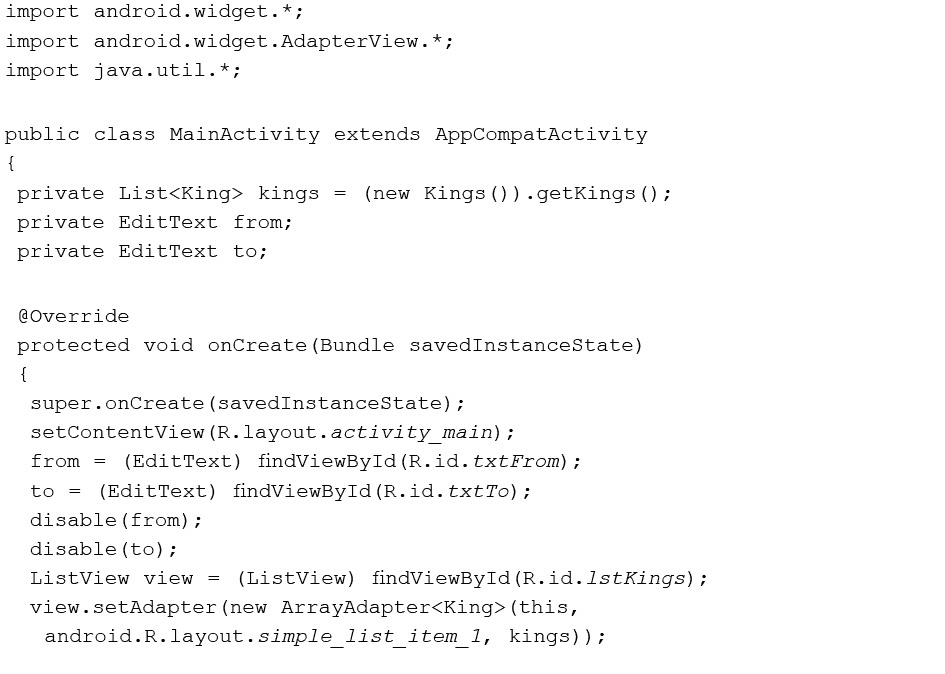 import android.widget.*;
import android.widget.AdapterView.*;
import java.util.*;
public class MainActivity extends AppCompatActivity
{
private List<King> kings = (new Kings()).getKings();
private EditText from;
private EditText to;
@Override
protected void onCreate(Bundle savedInstanceState)
{
super.onCreate(savedInstanceState);
setContentView(R.layout.activity_main);
from = (EditText) findViewById(R.id.txtFrom);
to = (EditText) findViewById(R.id.txtTo);
disable(from);
disable(to);
ListView view = (ListView) findViewById(R.id.lstKings);
view.setAdapter(new ArrayAdapter<King>(this,
android.R.layout.simple_list_item_1, kings));